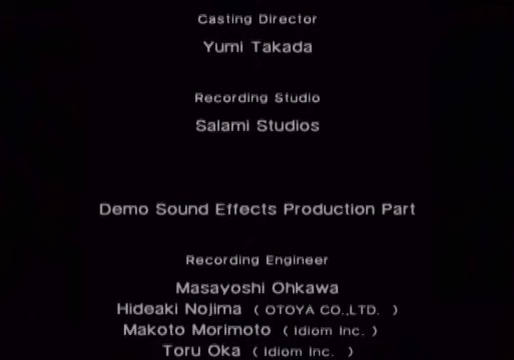 Casting Director
Yumi Takada
Recording Studio
Salami Studios
Demo Sound Effects Production Part
Recording Engineer
Masayoshi Ohkawa
Hideaki Nojima ( OTOYA CO.,LTD. )
Makoto Morimoto ( Idiom Inc. )
Toru Oka ( Idiom Inc. )